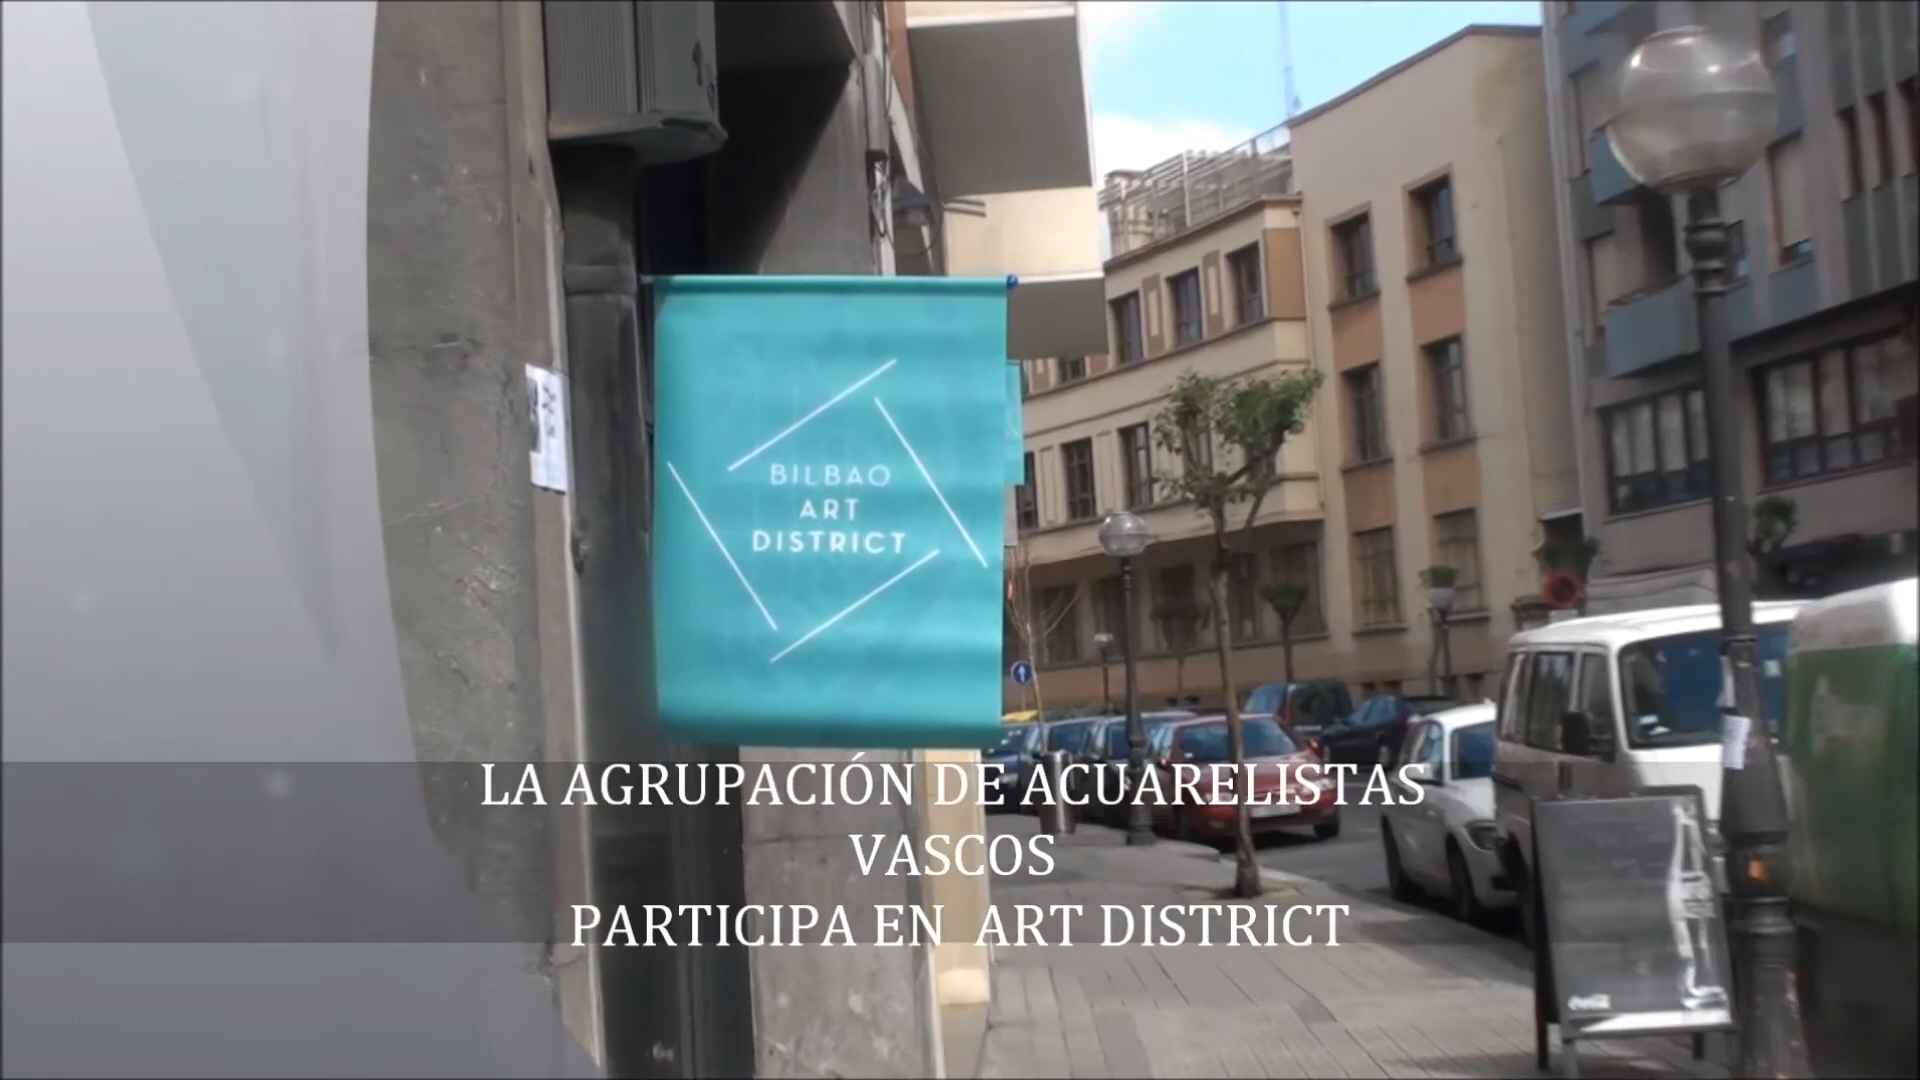 BILBAO
ART
DISTRICT
LA AGRUPACIÓN DE ACUARELISTAS
VASCOS
PARTICIPA EN ART DISTRICT